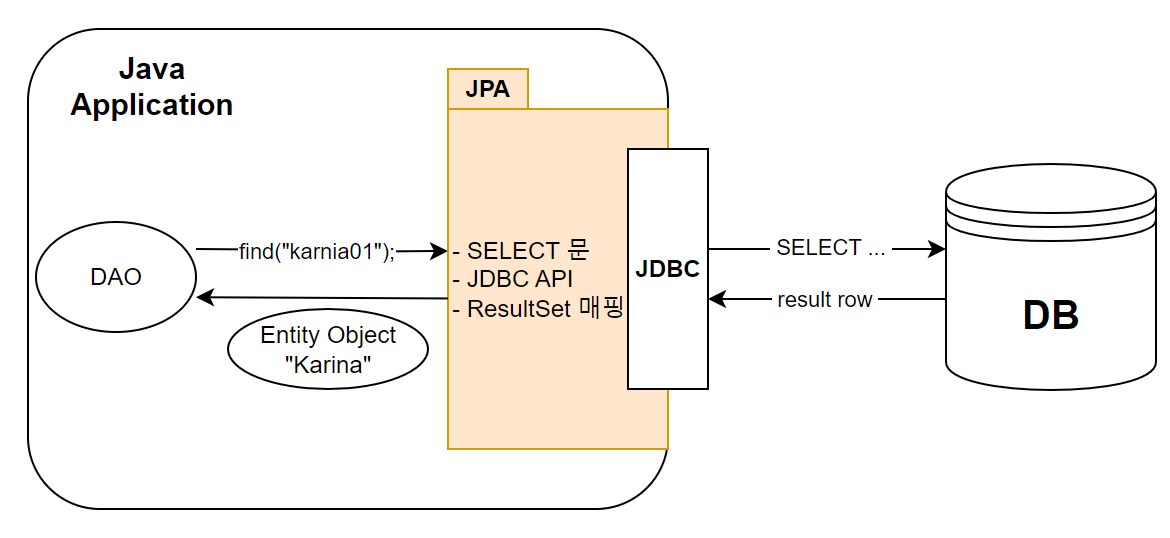 Java
Application
JPA
DAO
find("karnia01");
- SELECT 문
- JDBC API
- ResultSet 매핑
Entity Object
"Karina"
JDBC
SELECT ...
result row
DB